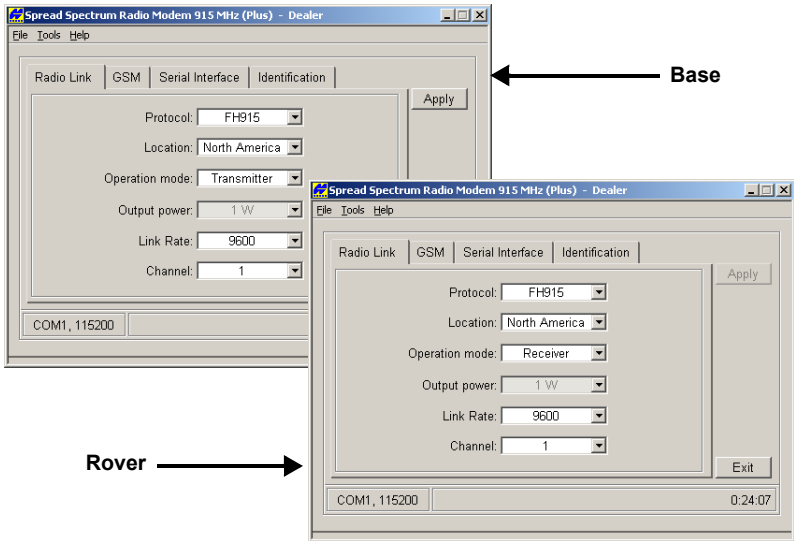 Spread Spectrum Radio Modem 915 MHz (Plus) - Dealer
File Tools Help
Radio Link GSM Serial Interface Identification
Apply
Protocol: FH915
Location: North America
Operation mode: Transmitter
Output power: 1 W
Link Rate: 9600
Channel: 1
COM1, 115200
Base
Spread Spectrum Radio Modem 915 MHz (Plus) - Dealer
File Tools Help
Radio Link GSM Serial Interface Identification
Apply
Protocol: FH915
Location: North America
Operation mode: Receiver
Output power: 1 W
Link Rate: 9600
Channel: 1
Exit
COM1, 115200 0:24:07
Rover